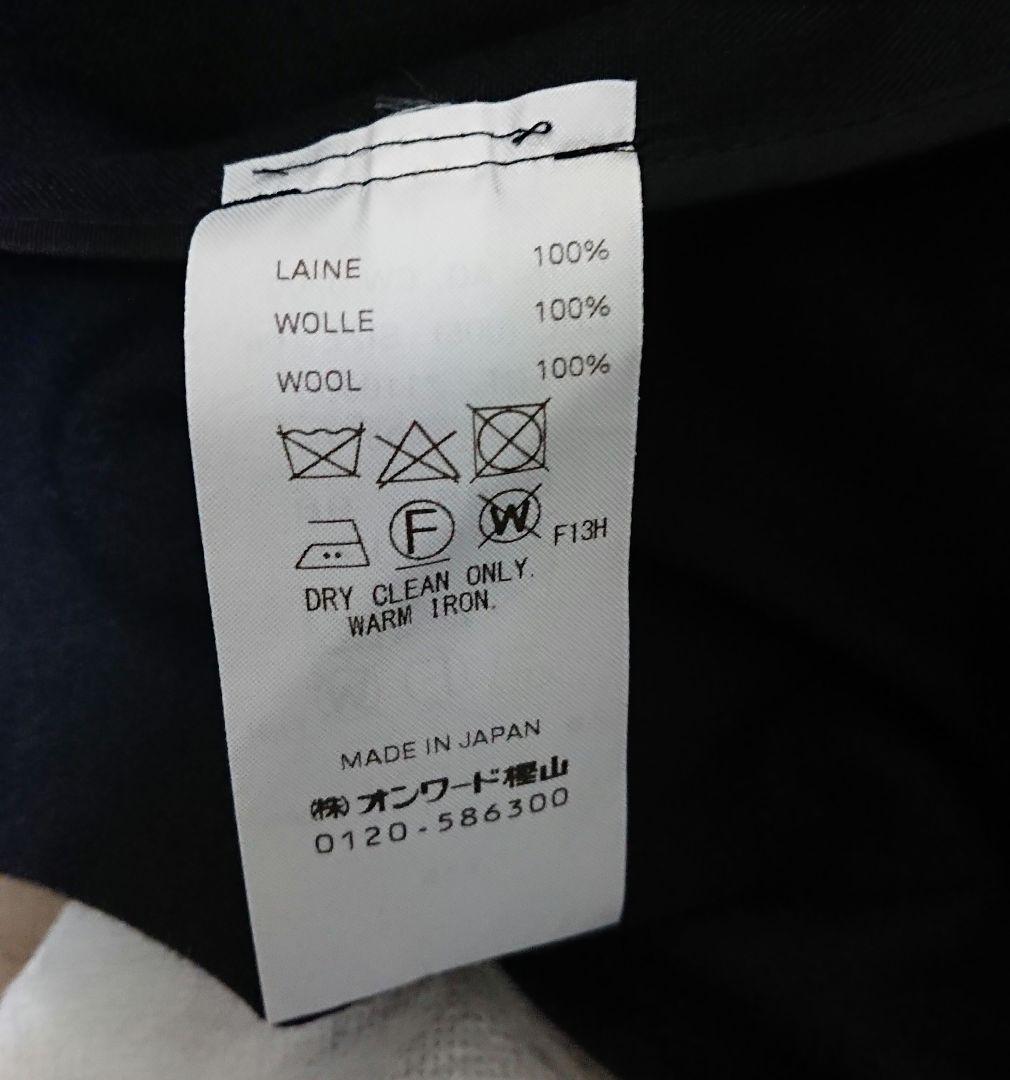 LAINE 100%
WOLLE 100%
WOOL 100%
F W F13H
DRY CLEAN ONLY.
WARM IRON.
MADE IN JAPAN
(株)オンワード樫山
0120-586300